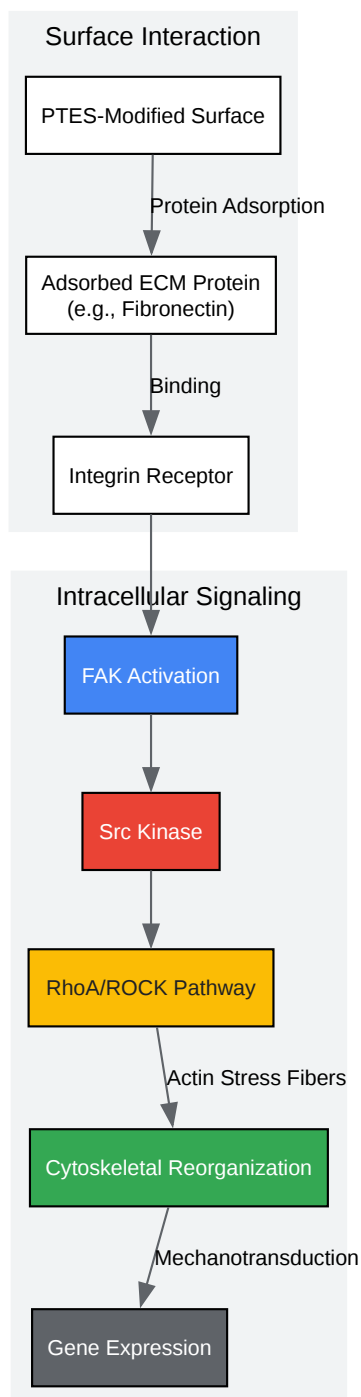 Surface Interaction
PTES-Modified Surface
Protein Adsorption
Adsorbed ECM Protein
(e.g., Fibronectin)
Binding
Integrin Receptor
Intracellular Signaling
FAK Activation
Src Kinase
RhoA/ROCK Pathway
Actin Stress Fibers
Cytoskeletal Reorganization
Mechanotransduction
Gene Expression